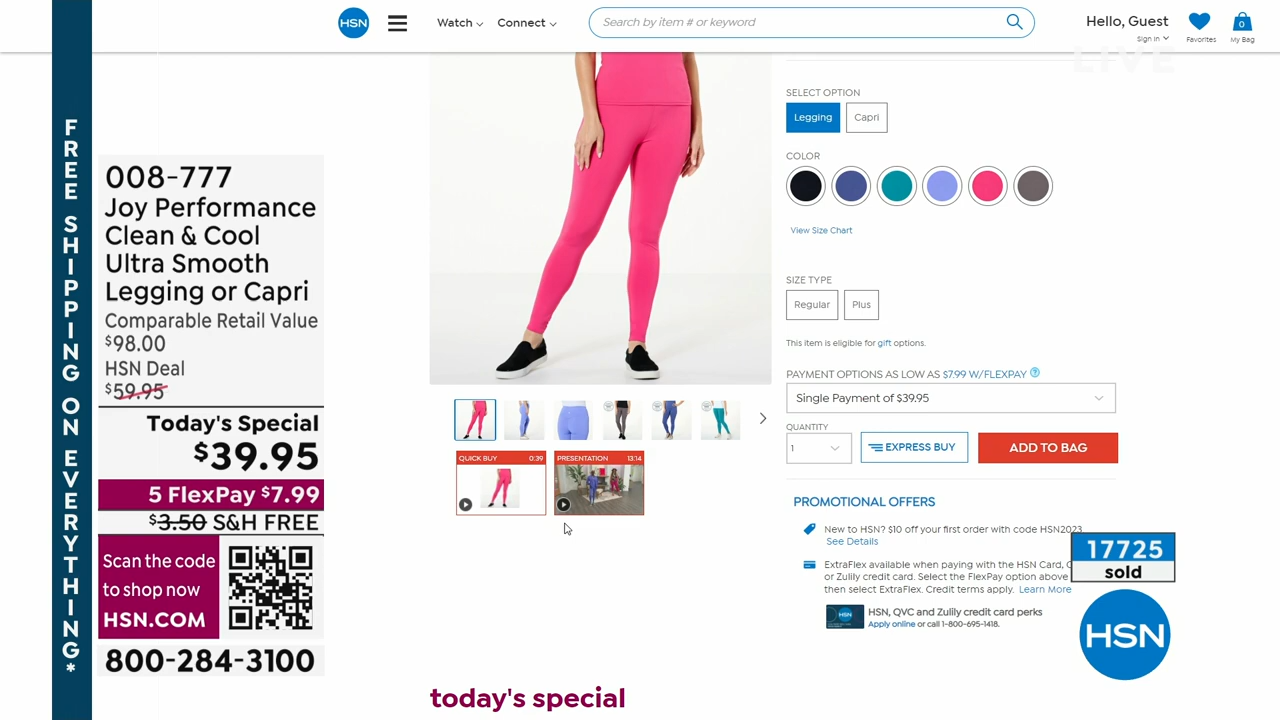 HSN
Watch
Connect
Search by item # or keyword
Hello, Guest
Sign In
Favorites
0
My Bag
LIVE
FREE SHIPPING ON EVERYTHING*
008-777
Joy Performance
Clean & Cool
Ultra Smooth
Legging or Capri
Comparable Retail Value
$98.00
HSN Deal
$59.95
Today's Special
$39.95
5 FlexPay $7.99
$3.50 S&H FREE
Scan the code
to shop now
HSN.COM
800-284-3100
QUICK BUY 0:39
PRESENTATION 13:14
SELECT OPTION
Legging
Capri
COLOR
View Size Chart
SIZE TYPE
Regular
Plus
This item is eligible for gift options.
PAYMENT OPTIONS AS LOW AS $7.99 W/FLEXPAY ?
Single Payment of $39.95
QUANTITY
1
EXPRESS BUY
ADD TO BAG
PROMOTIONAL OFFERS
New to HSN? $10 off your first order with code HSN2023
See Details
ExtraFlex available when paying with the HSN Card,
or Zulily credit card. Select the FlexPay option above
then select ExtraFlex. Credit terms apply. Learn More
HSN, QVC and Zulily credit card perks
Apply online or call 1-800-695-1418.
17725
sold
HSN
today's special